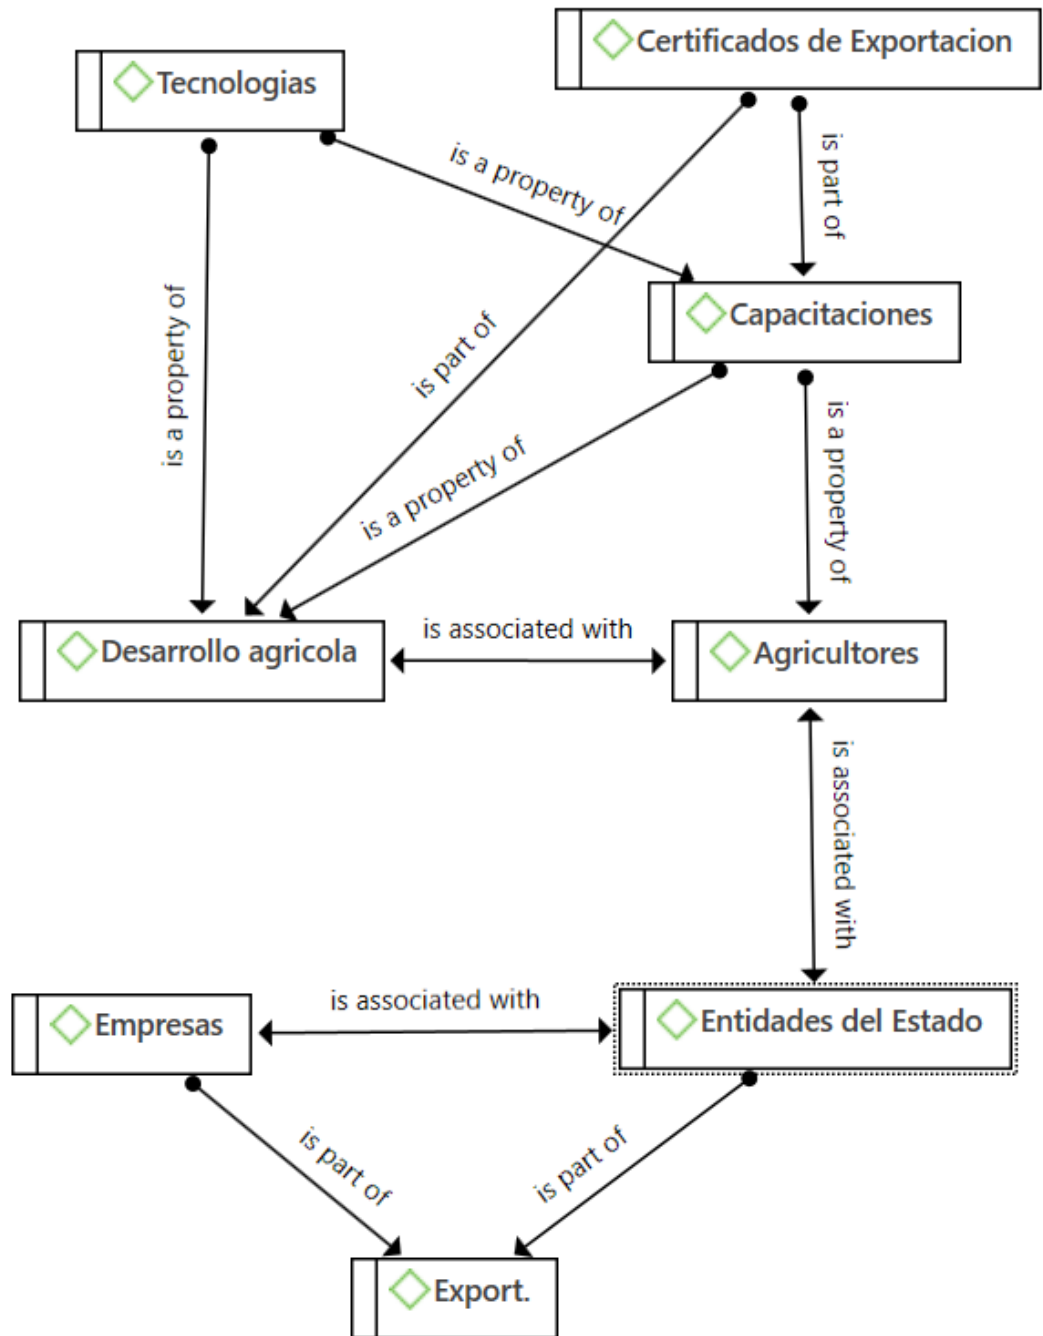 Certificados de Exportacion
Tecnologias
is a property of
is part of
Capacitaciones
is a property of
is part of
is a property of
is a property of
is associated with
Desarrollo agricola
Agricultores
is associated with
is associated with
Empresas
Entidades del Estado
is part of
is part of
Export.